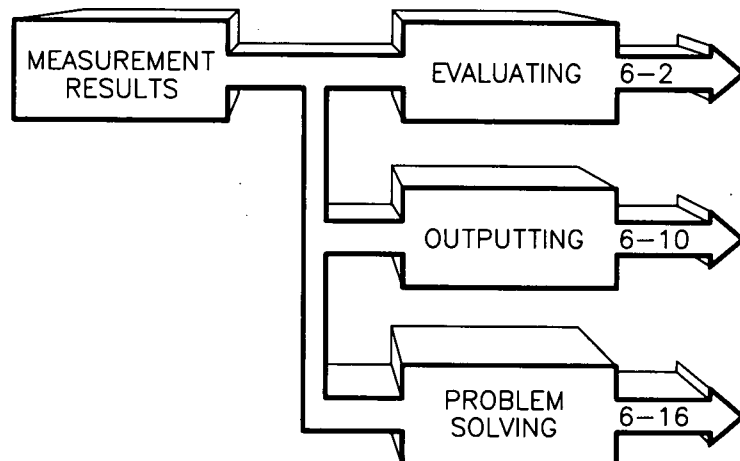 MEASUREMENT
RESULTS
EVALUATING
6-2
OUTPUTTING
6-10
PROBLEM
SOLVING
6-16